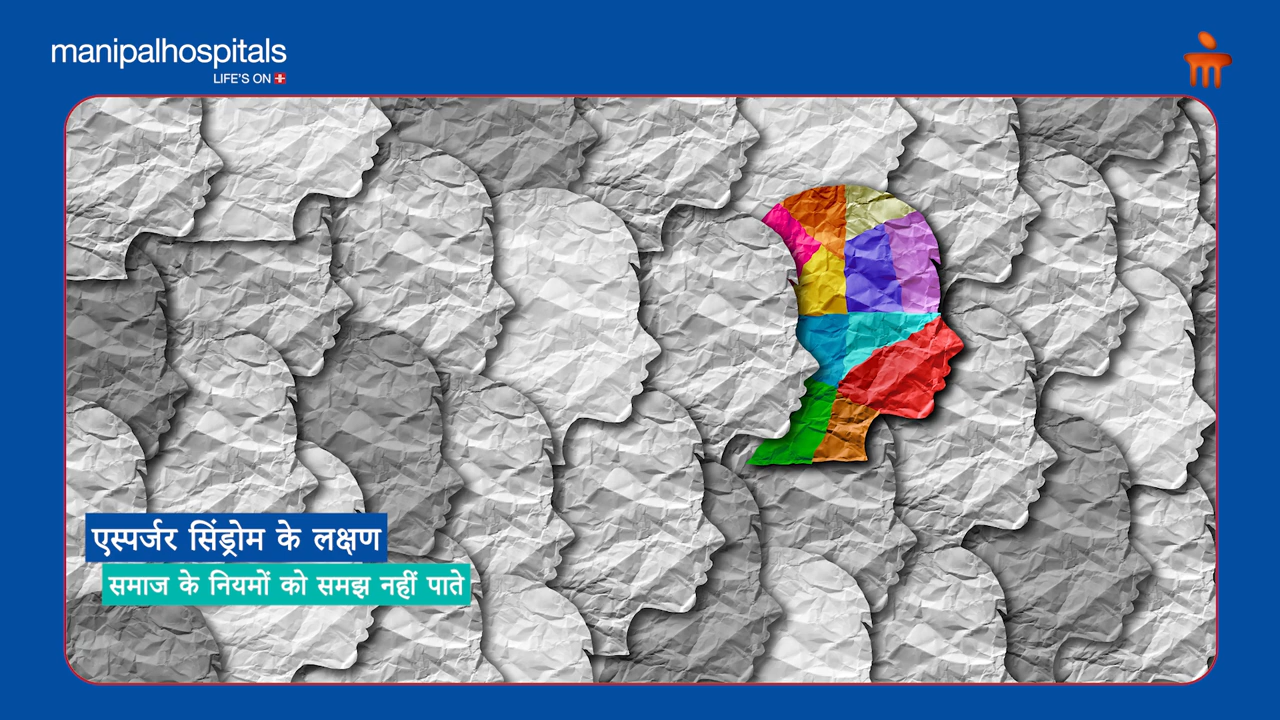 manipalhospitals
LIFE'S ON
एस्पर्जर सिंड्रोम के लक्षण
समाज के नियमों को समझ नहीं पाते